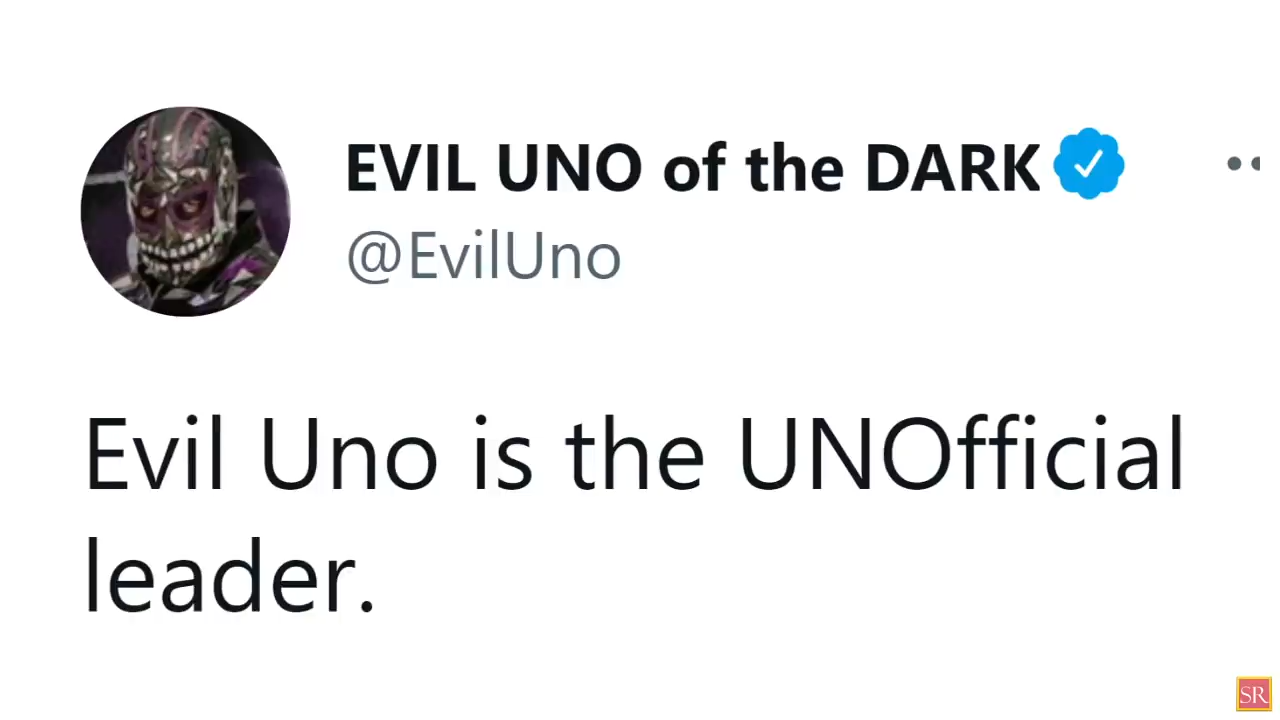 EVIL UNO of the DARK
@EvilUno
Evil Uno is the UNOfficial
leader.
SR